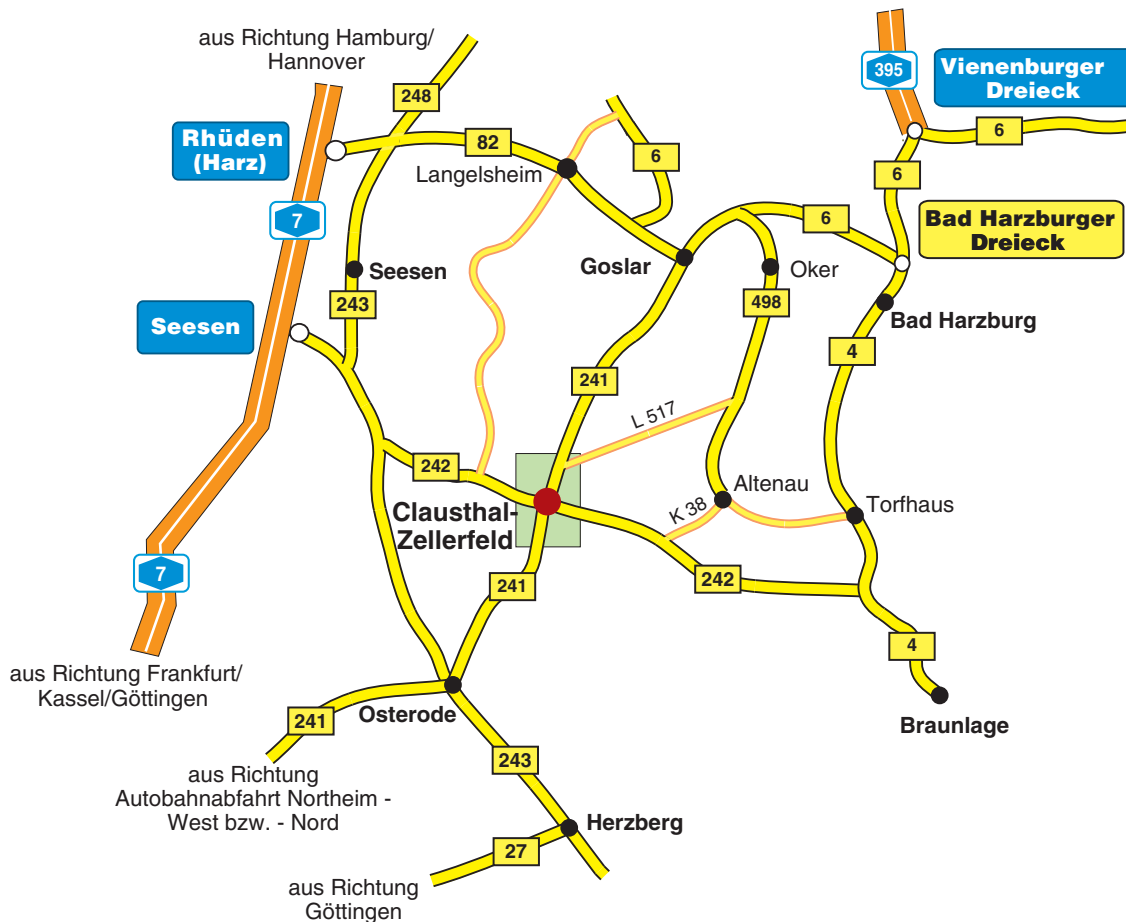 aus Richtung Hamburg/
Hannover
395
Vienenburger
Dreieck
248
Rhüden
(Harz)
82
6
6
Langelsheim
6
7
6
Bad Harzburger
Dreieck
Goslar
Oker
Seesen
243
498
Bad Harzburg
Seesen
4
241
L 517
242
Altenau
Clausthal-
Zellerfeld
K 38
Torfhaus
7
241
242
4
aus Richtung Frankfurt/
Kassel/Göttingen
Osterode
241
Braunlage
243
aus Richtung
Autobahnabfahrt Northeim -
West bzw. - Nord
Herzberg
27
aus Richtung
Göttingen